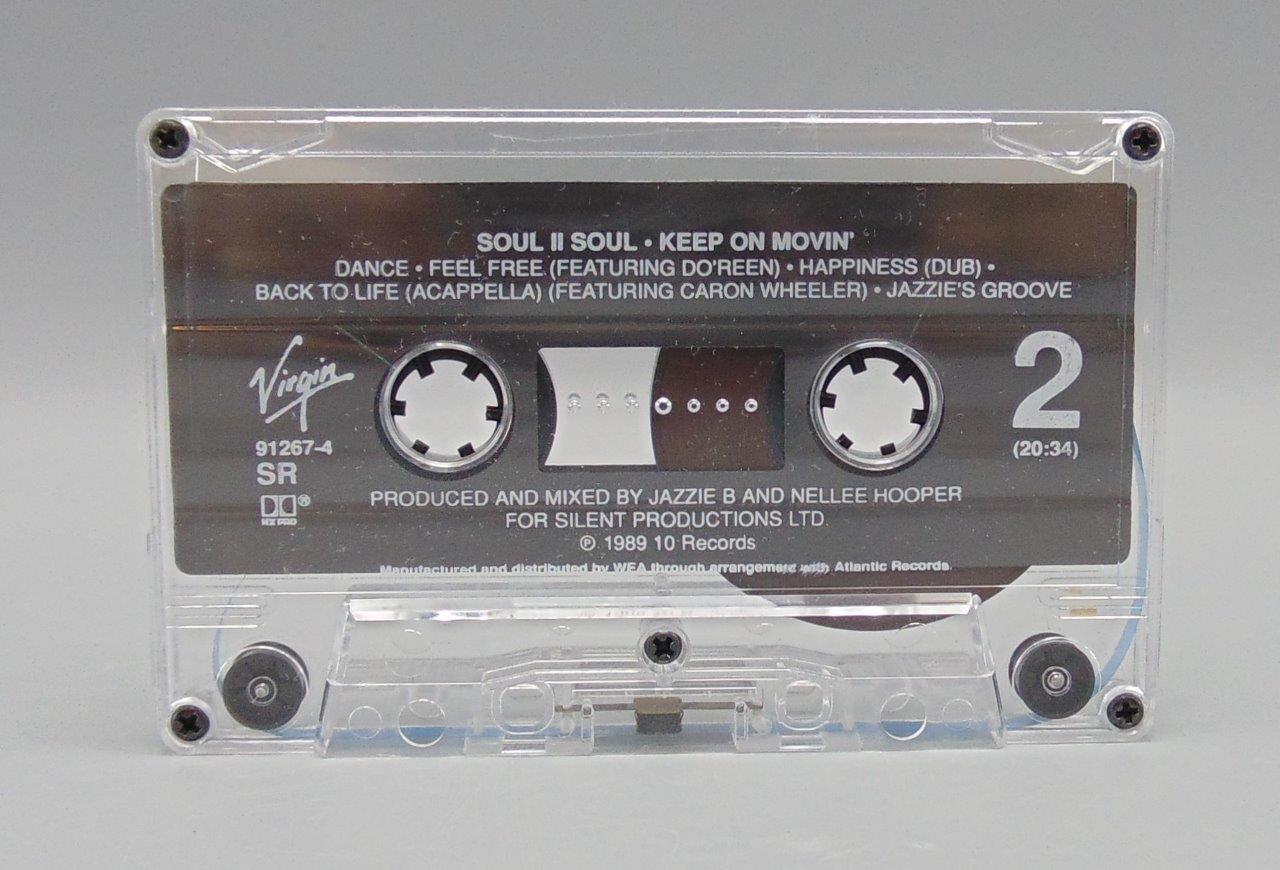 SOUL II SOUL • KEEP ON MOVIN'
DANCE • FEEL FREE (FEATURING DO'REEN) • HAPPINESS (DUB) •
BACK TO LIFE (ACAPPELLA) (FEATURING CARON WHEELER) • JAZZIE'S GROOVE
Virgin
2
91267-4
(20:34)
SR
HX PRO
PRODUCED AND MIXED BY JAZZIE B AND NELLEE HOOPER
FOR SILENT PRODUCTIONS LTD.
℗ 1989 10 Records
Manufactured and distributed by WEA through arrangement with Atlantic Records.